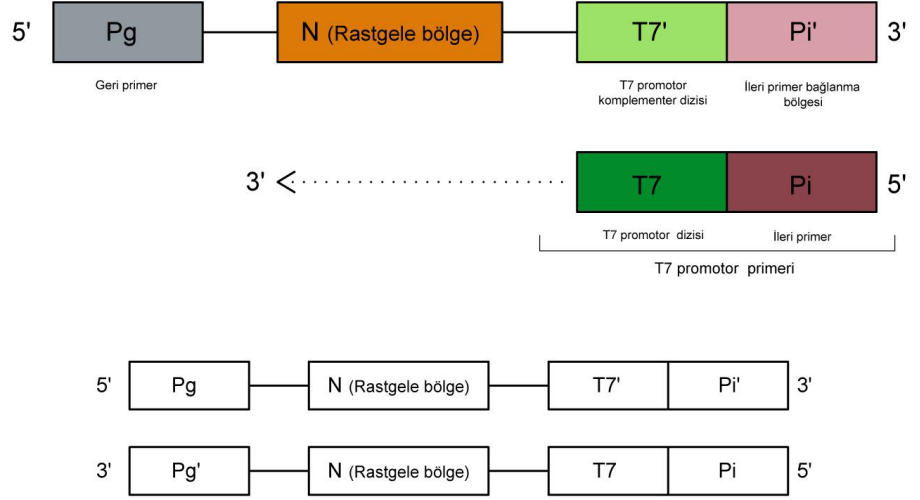 5' Pg N (Rastgele bölge) T7' Pi' 3'
Geri primer
T7 promotor
komplementer dizisi
İleri primer bağlanma
bölgesi
3' T7 Pi 5'
T7 promotor dizisi İleri primer
T7 promotor primeri
5' Pg N (Rastgele bölge) T7' Pi' 3'
3' Pg' N (Rastgele bölge) T7 Pi 5'